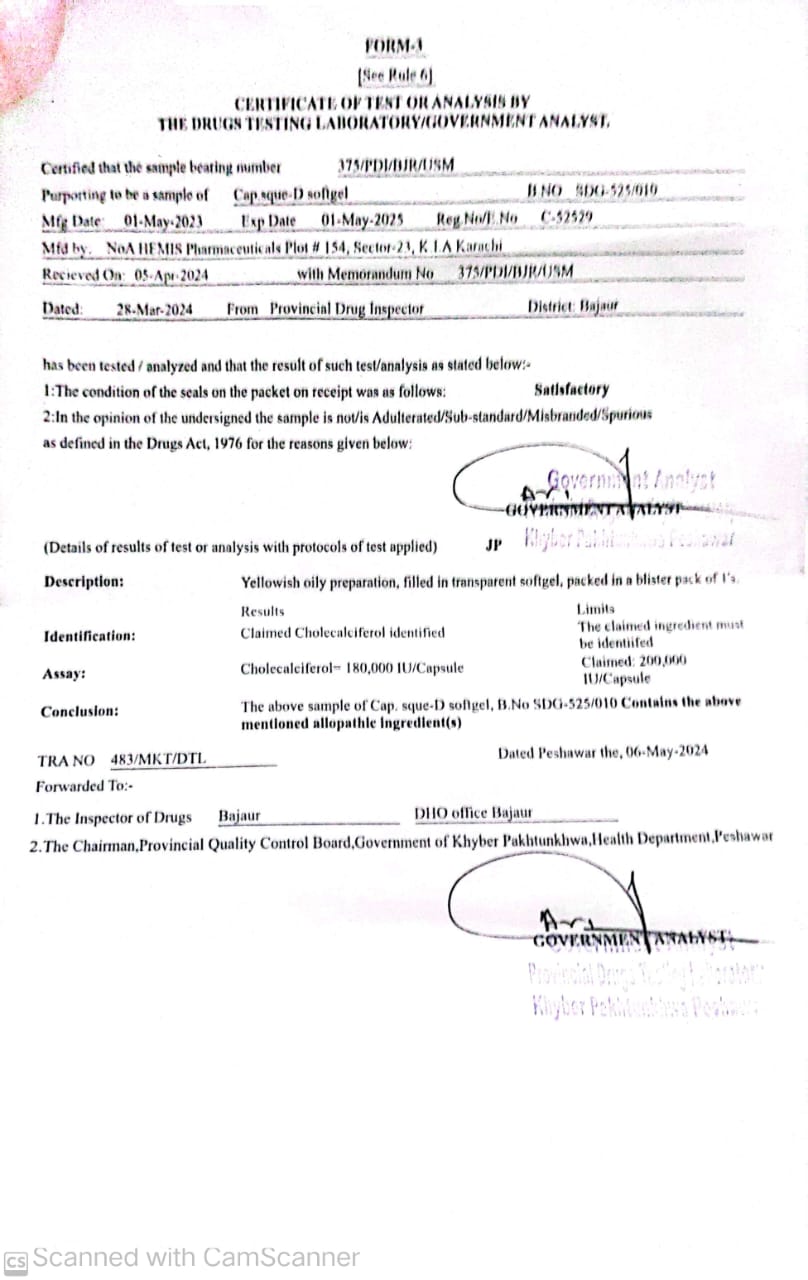 FORM-1
[See Rule 6]
CERTIFICATE OF TEST OR ANALYSIS BY
THE DRUGS TESTING LABORATORY/GOVERNMENT ANALYST.
Certified that the sample bearing number 375/PDI/BJR/USM
Purporting to be a sample of Cap sque-D softgel B.NO SDG-525/010
Mfg Date: 01-May-2023 Exp Date 01-May-2025 Reg.No/E.No C-52529
Mfd by. NoA HEMIS Pharmaceuticals Plot # 154, Sector-23, K I A Karachi
Recieved On: 05-Apr-2024 with Memorandum No 375/PDI/BJR/USM
Dated: 28-Mar-2024 From Provincial Drug Inspector District: Bajaur
has been tested / analyzed and that the result of such test/analysis as stated below:-
1:The condition of the seals on the packet on receipt was as follows: Satisfactory
2:In the opinion of the undersigned the sample is not/is Adulterated/Sub-standard/Misbranded/Spurious
as defined in the Drugs Act, 1976 for the reasons given below:
Government Analyst
GOVERNMENT ANALYST
Khyber Pakhtunkhwa Peshawar
(Details of results of test or analysis with protocols of test applied) JP
Description: Yellowish oily preparation, filled in transparent softgel, packed in a blister pack of 1's.
Results Limits
Identification: Claimed Cholecalciferol identified The claimed ingredient must
be identiifed
Assay: Cholecalciferol= 180,000 IU/Capsule Claimed: 200,000
IU/Capsule
Conclusion: The above sample of Cap. sque-D softgel, B.No SDG-525/010 Contains the above
mentioned allopathic ingredient(s)
TRA NO 483/MKT/DTL Dated Peshawar the, 06-May-2024
Forwarded To:-
1.The Inspector of Drugs Bajaur DHO office Bajaur
2.The Chairman,Provincial Quality Control Board,Government of Khyber Pakhtunkhwa,Health Department,Peshawar
GOVERNMENT ANALYST
Provincial Drugs Testing Laboratory
Khyber Pakhtunkhwa Peshawar
CS Scanned with CamScanner